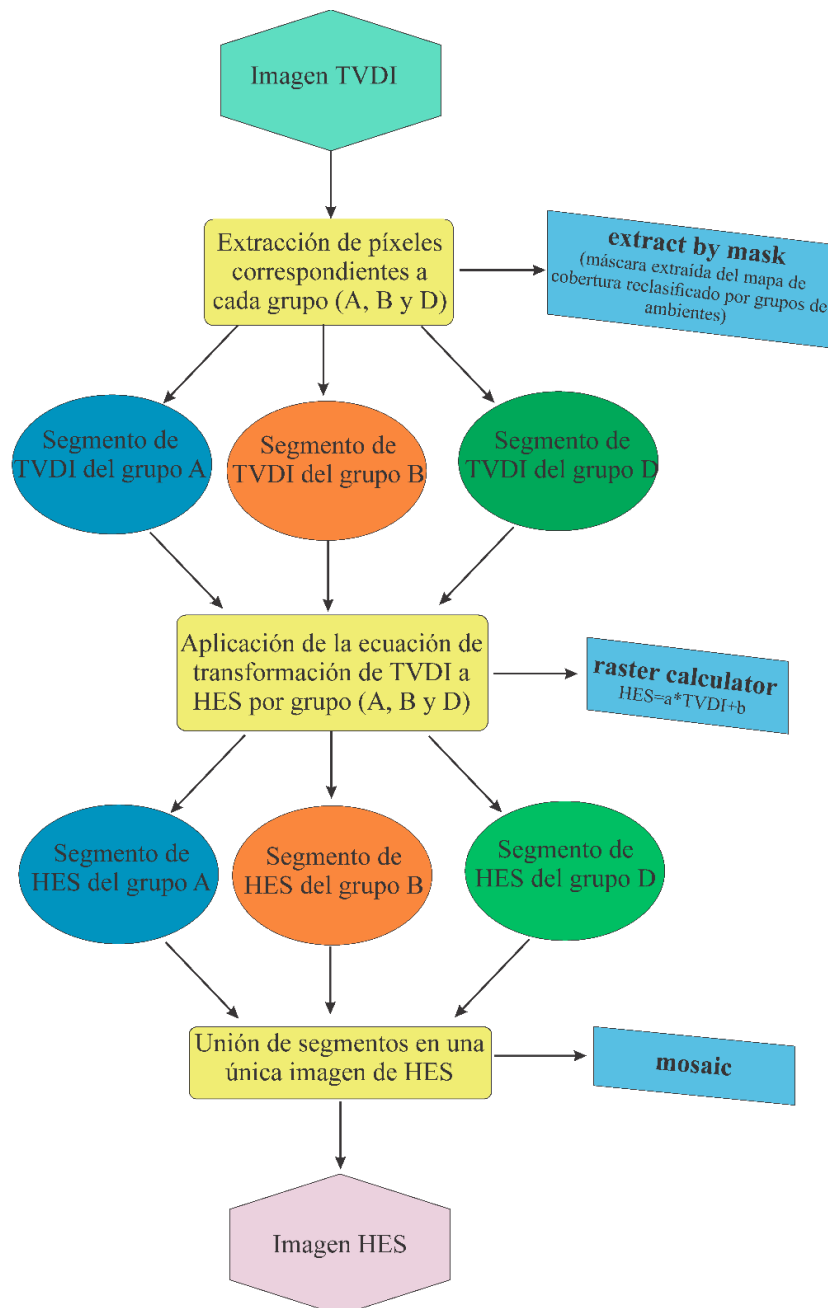 Imagen TVDI
Extracción de píxeles
correspondientes a
cada grupo (A, B y D)
extract by mask
(máscara extraída del mapa de
cobertura reclasificado por grupos de
ambientes)
Segmento de
TVDI del grupo A
Segmento de
TVDI del grupo B
Segmento de
TVDI del grupo D
Aplicación de la ecuación de
transformación de TVDI a
HES por grupo (A, B y D)
raster calculator
HES=a*TVDI+b
Segmento de
HES del grupo A
Segmento de
HES del grupo B
Segmento de
HES del grupo D
Unión de segmentos en una
única imagen de HES
mosaic
Imagen HES